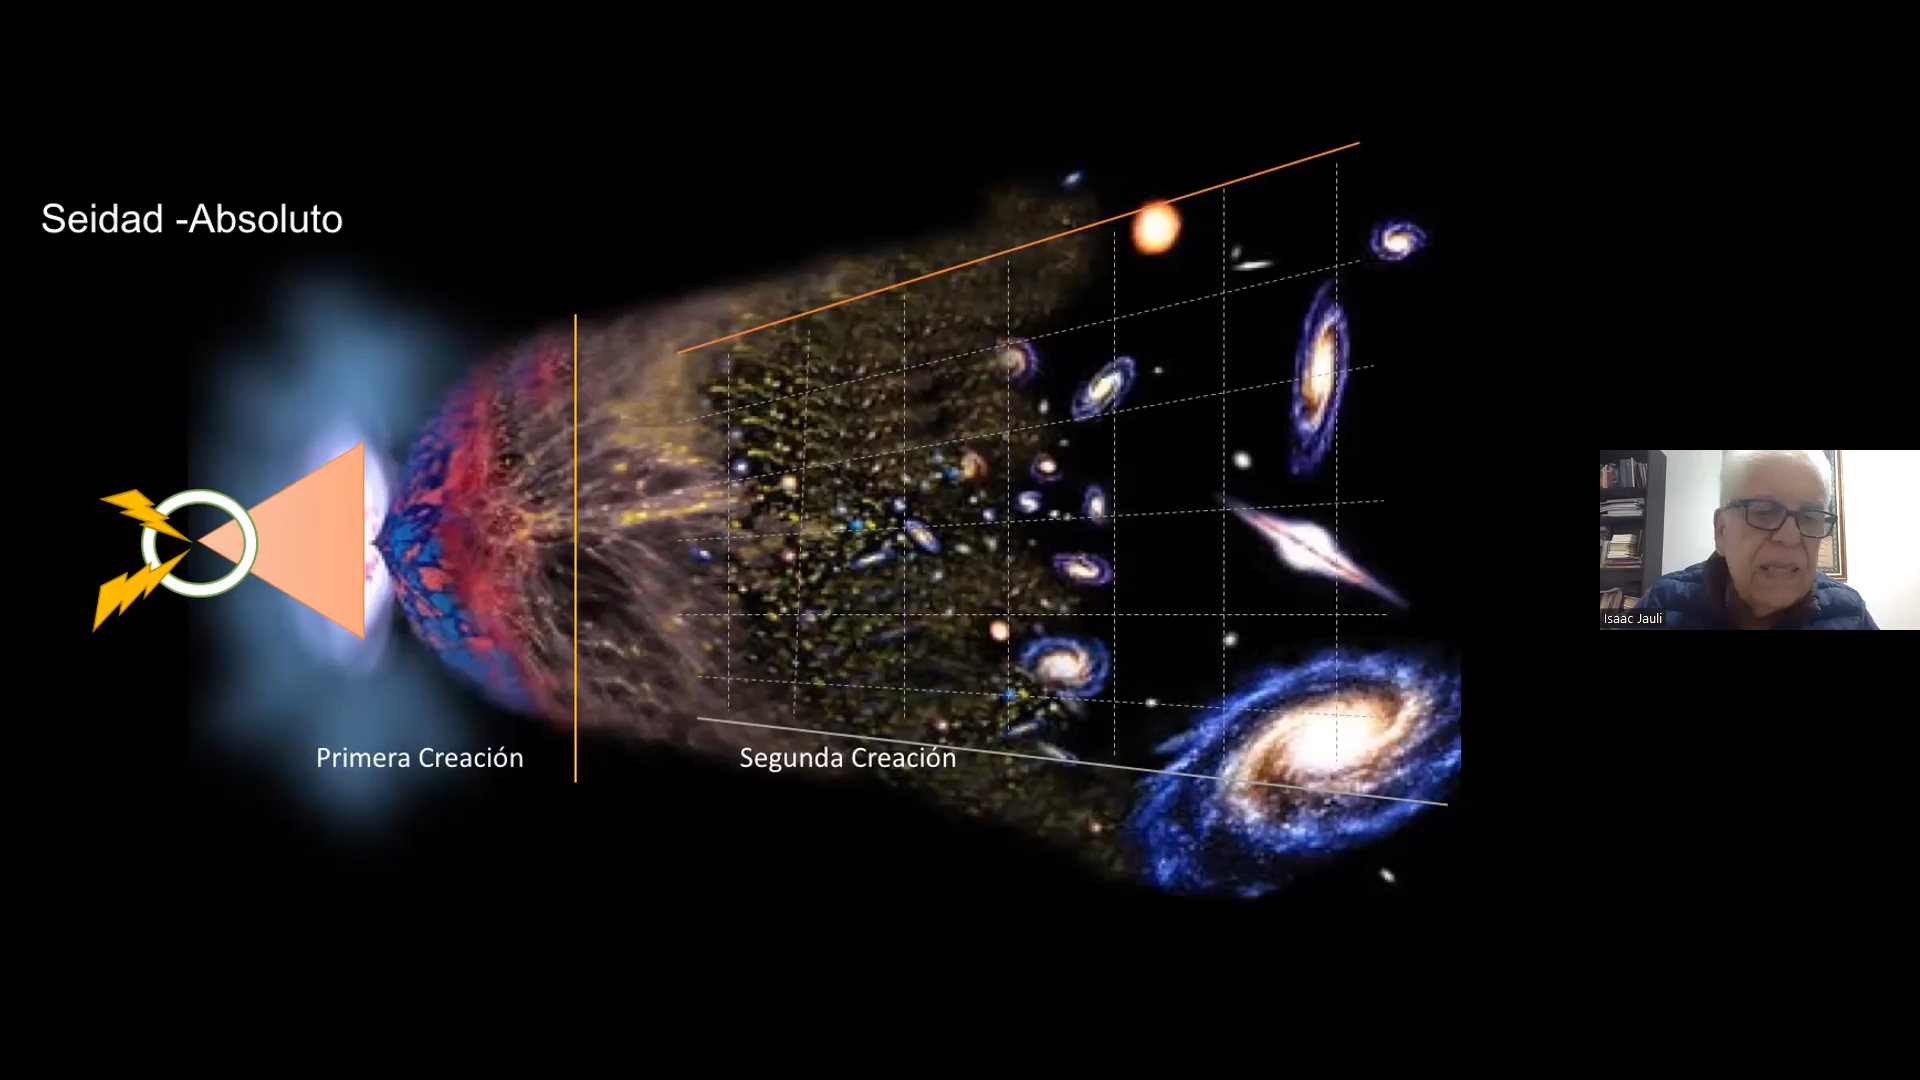 Seidad -Absoluto
Primera Creación
Segunda Creación
Isaac Jauli